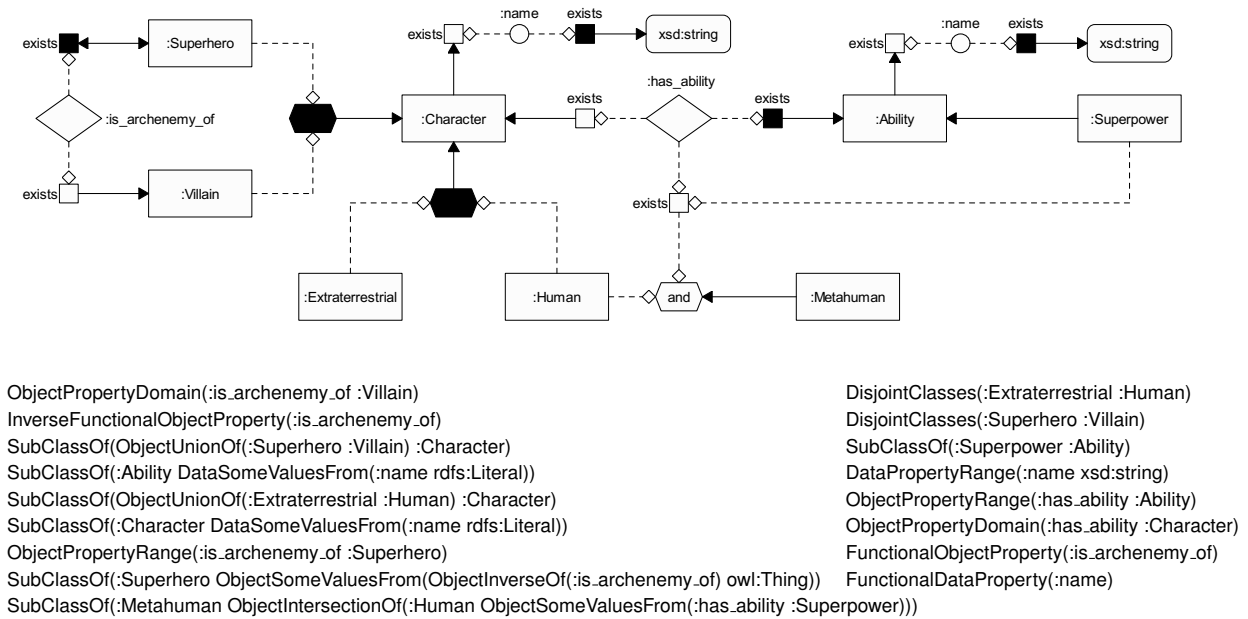 :name exists :name exists
exists :Superhero exists xsd:string exists xsd:string
:has_ability
exists exists
:is_archenemy_of :Character :Ability :Superpower
exists :Villain exists
:Extraterrestrial :Human and :Metahuman
ObjectPropertyDomain(:is_archenemy_of :Villain) DisjointClasses(:Extraterrestrial :Human)
InverseFunctionalObjectProperty(:is_archenemy_of) DisjointClasses(:Superhero :Villain)
SubClassOf(ObjectUnionOf(:Superhero :Villain) :Character) SubClassOf(:Superpower :Ability)
SubClassOf(:Ability DataSomeValuesFrom(:name rdfs:Literal)) DataPropertyRange(:name xsd:string)
SubClassOf(ObjectUnionOf(:Extraterrestrial :Human) :Character) ObjectPropertyRange(:has_ability :Ability)
SubClassOf(:Character DataSomeValuesFrom(:name rdfs:Literal)) ObjectPropertyDomain(:has_ability :Character)
ObjectPropertyRange(:is_archenemy_of :Superhero) FunctionalObjectProperty(:is_archenemy_of)
SubClassOf(:Superhero ObjectSomeValuesFrom(ObjectInverseOf(:is_archenemy_of) owl:Thing)) FunctionalDataProperty(:name)
SubClassOf(:Metahuman ObjectIntersectionOf(:Human ObjectSomeValuesFrom(:has_ability :Superpower)))